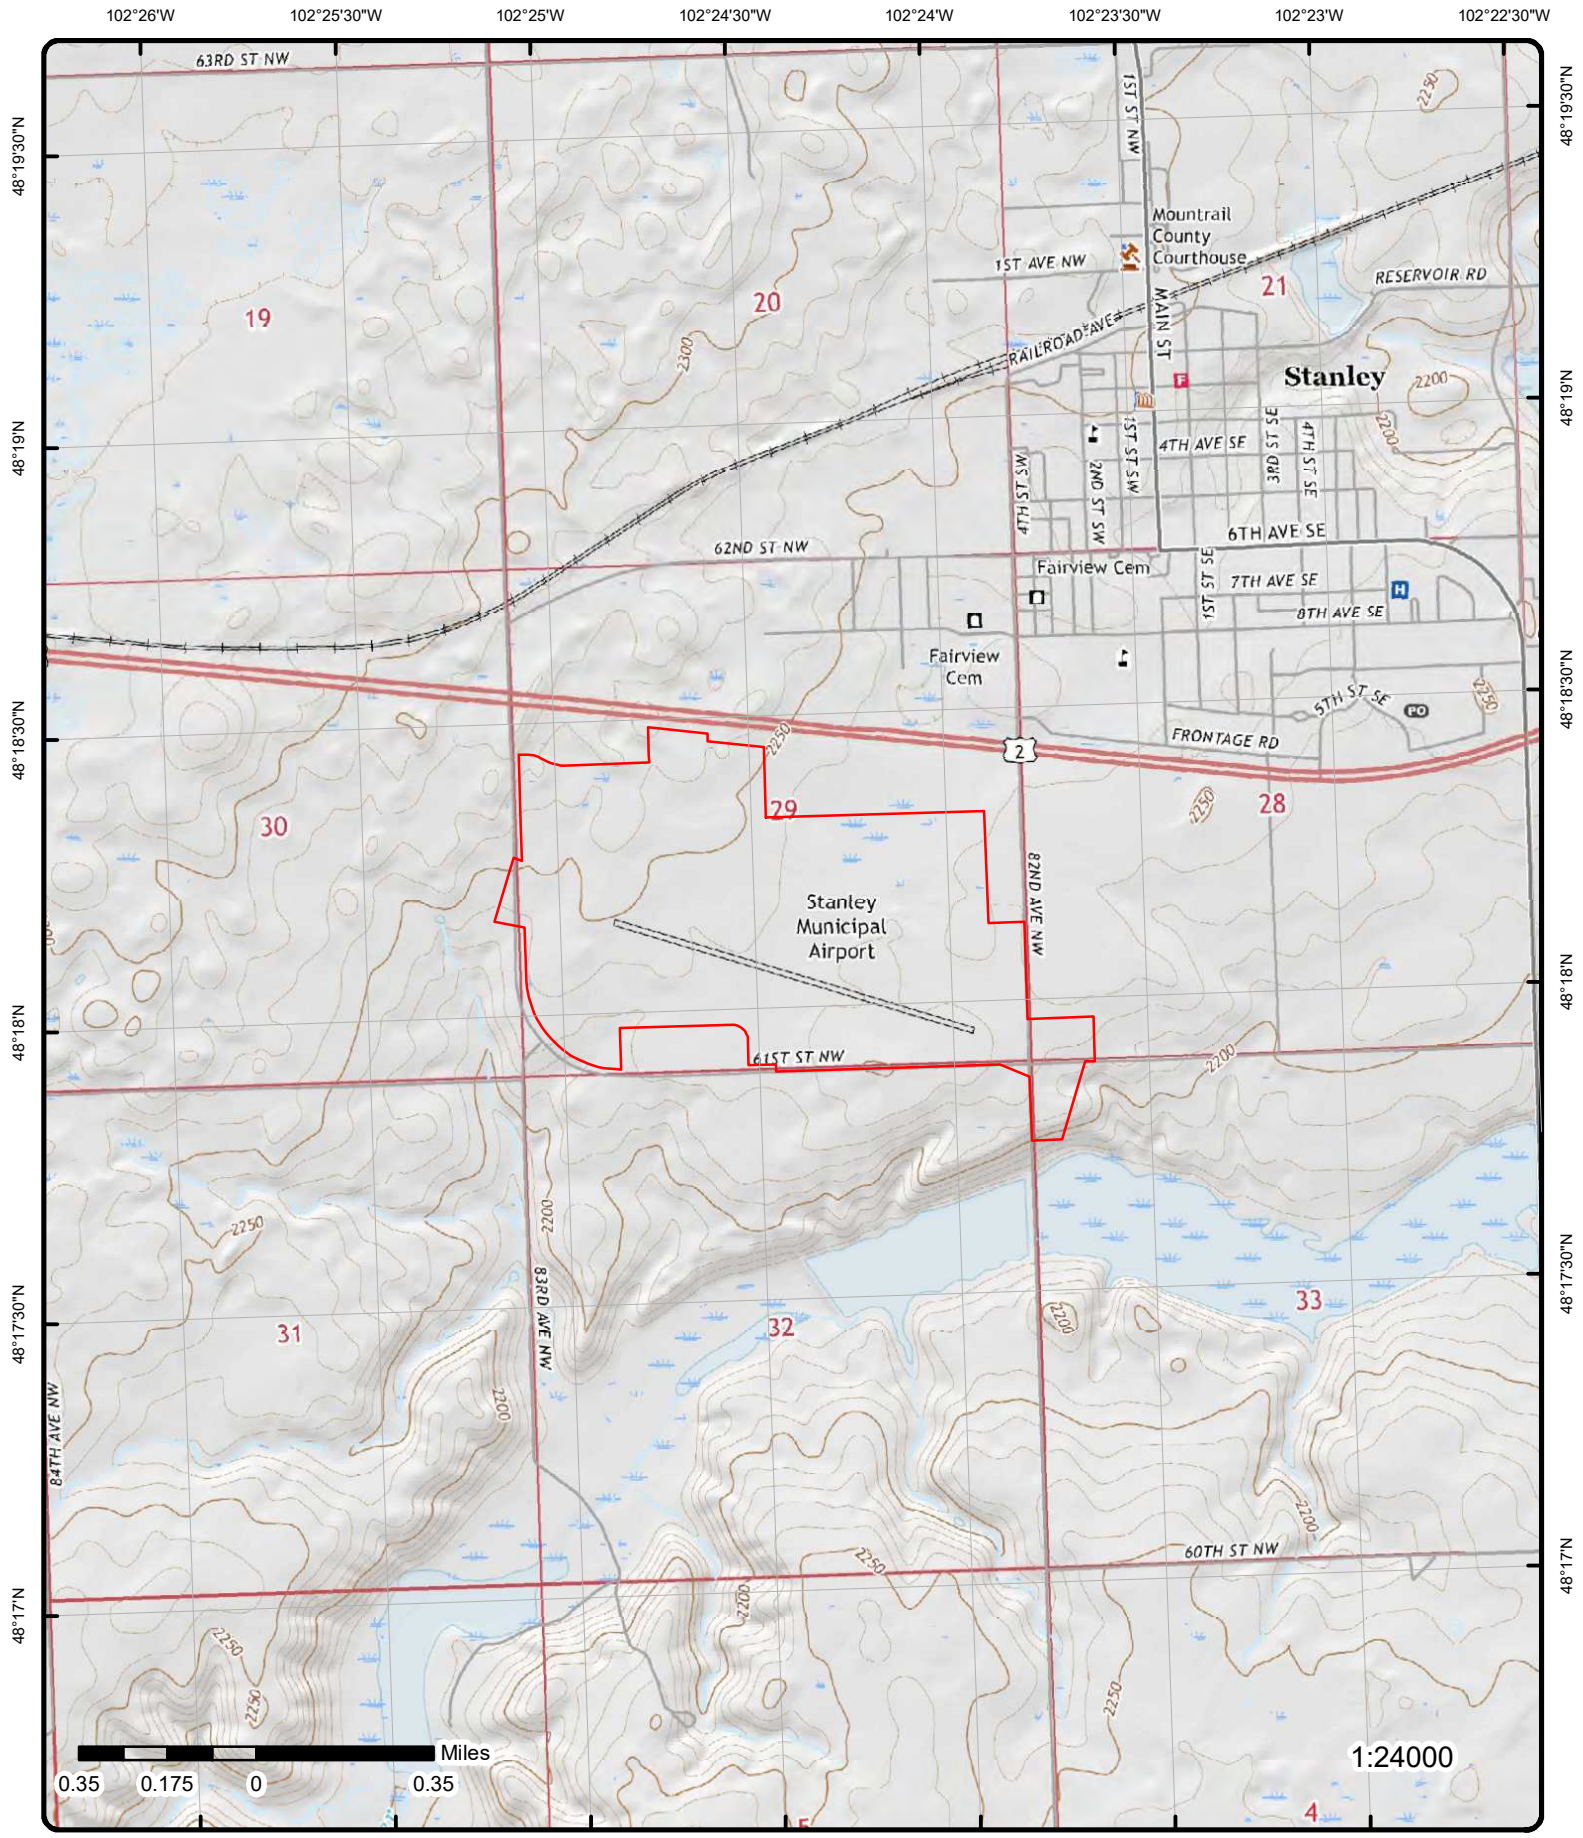 102°26'W
102°25'30"W
102°25'W
102°24'30"W
102°24'W
102°23'30"W
102°23'W
102°22'30"W
63RD ST NW
1ST ST NW
2250
48°19'30"N
48°19'30"N
Mountrail
County
Courthouse
1ST AVE NW
RESERVOIR RD
19
20
21
2300
RAILROAD AVE
MAIN ST
Stanley
F
2200
2200
48°19'N
48°19'N
4TH ST SW
2ND ST SW
1ST ST SW
4TH AVE SE
3RD ST SE
4TH ST SE
62ND ST NW
6TH AVE SE
Fairview Cem
1ST ST SE
7TH AVE SE
H
8TH AVE SE
Fairview
Cem
5TH ST SE
PO
2250
48°18'30"N
48°18'30"N
FRONTAGE RD
2
2250
29
28
2250
30
82ND AVE NW
Stanley
Municipal
Airport
48°18'N
48°18'N
61ST ST NW
2200
2250
2200
83RD AVE NW
48°17'30"N
48°17'30"N
31
32
33
2200
84TH AVE NW
2200
2200
60TH ST NW
2250
48°17'N
48°17'N
2200
2250
2250
2250
Miles
0.35
0.175
0
0.35
1:24000
5
4